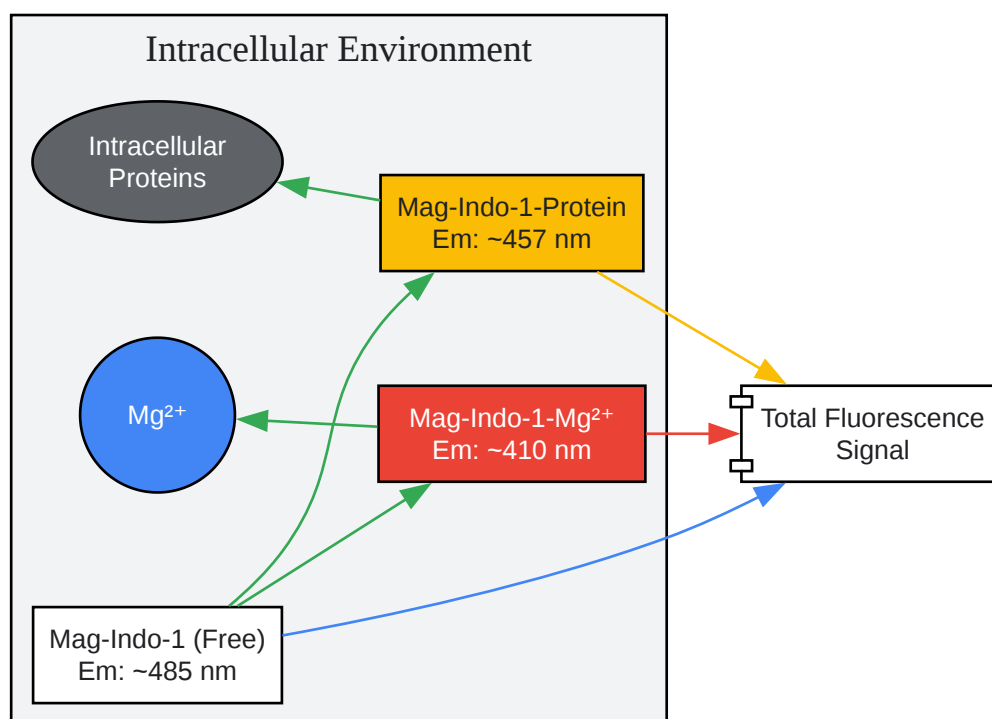 Intracellular Environment
Intracellular
Proteins
Mag-Indo-1-Protein
Em: ~457 nm
Mg²⁺
Mag-Indo-1-Mg²⁺
Em: ~410 nm
Total Fluorescence
Signal
Mag-Indo-1 (Free)
Em: ~485 nm